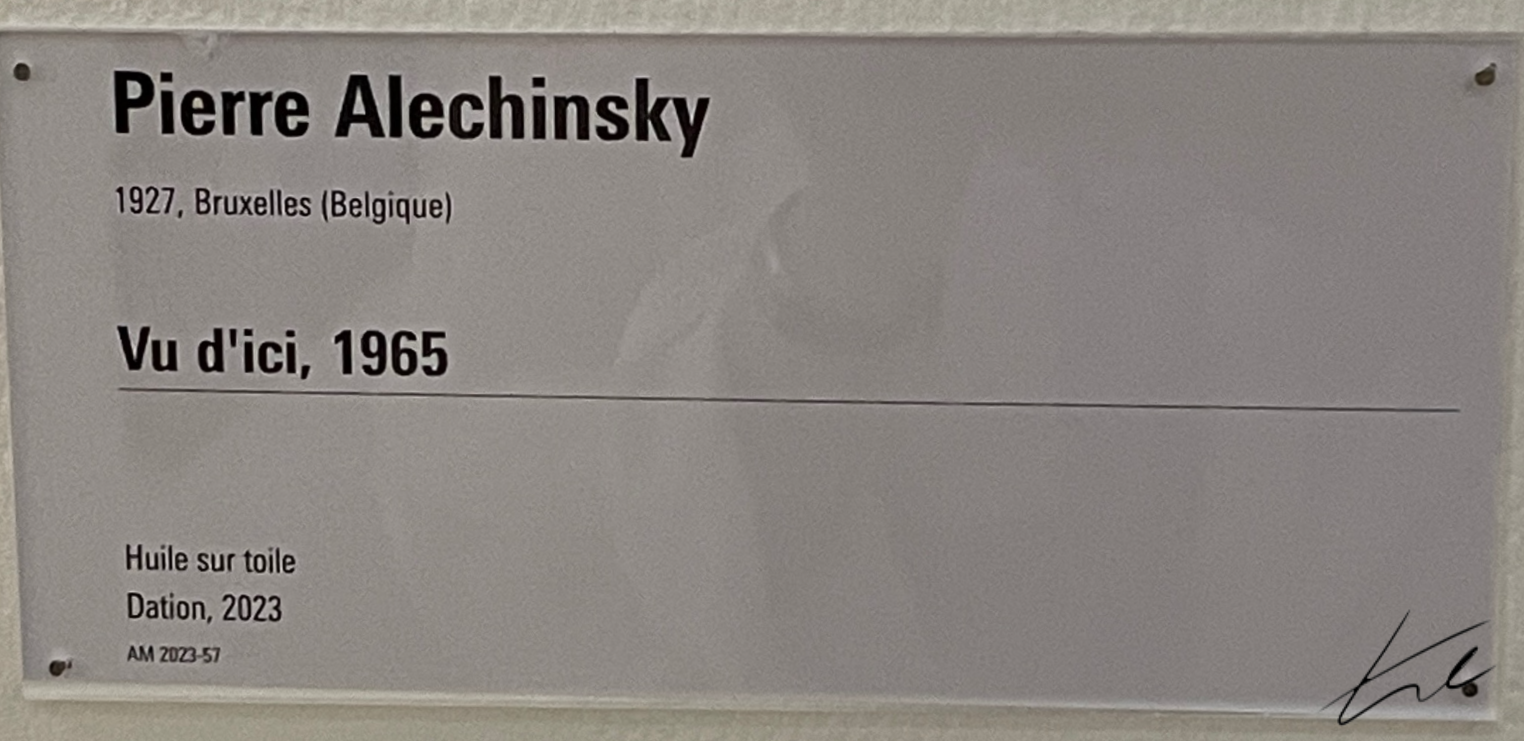 Pierre Alechinsky
1927, Bruxelles (Belgique)
Vu d'ici, 1965
Huile sur toile
Dation, 2023
AM 2023-57